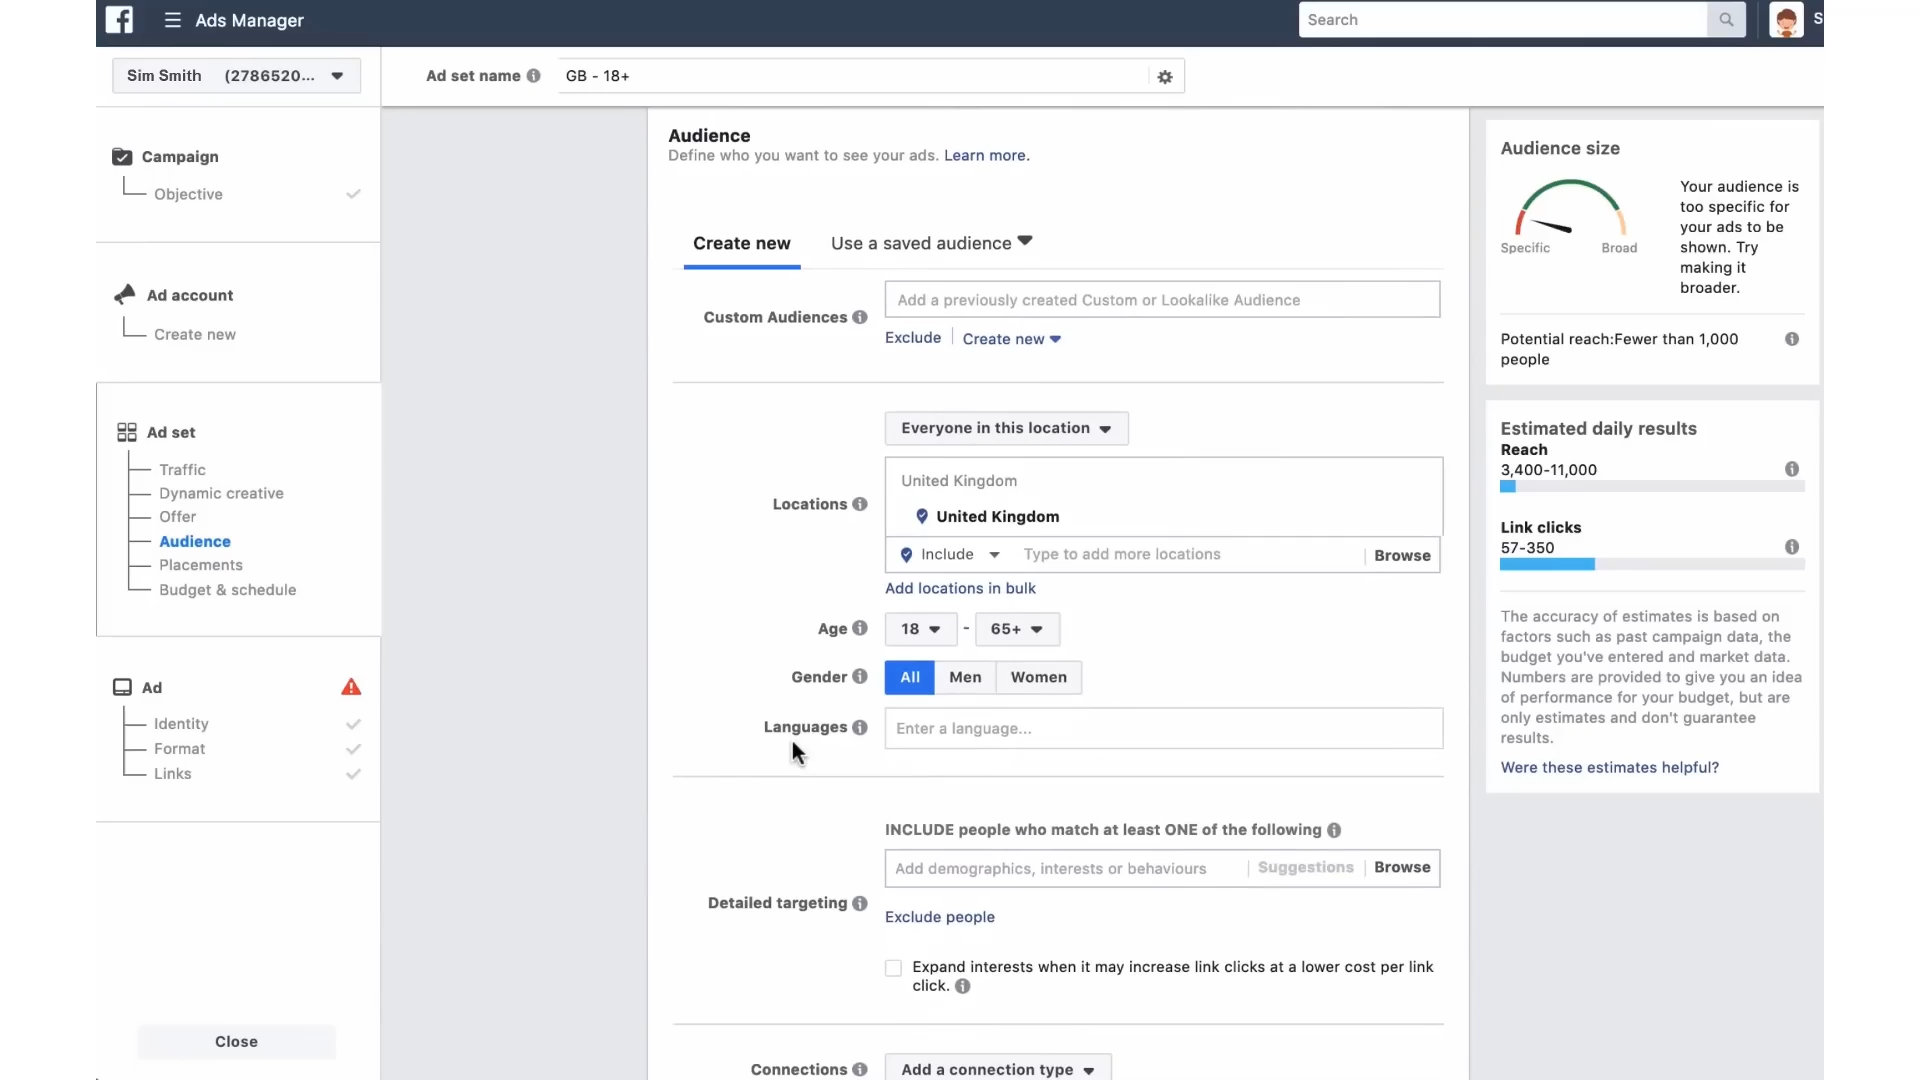 Ads Manager
Search
S
Sim Smith (2786520...
Ad set name
GB - 18+
Campaign
Objective
Ad account
Create new
Ad set
Traffic
Dynamic creative
Offer
Audience
Placements
Budget & schedule
Ad
Identity
Format
Links
Close
Audience
Define who you want to see your ads. Learn more.
Create new
Use a saved audience
Custom Audiences
Add a previously created Custom or Lookalike Audience
Exclude
Create new
Everyone in this location
Locations
United Kingdom
United Kingdom
Include
Type to add more locations
Browse
Add locations in bulk
Age
18 - 65+
Gender
All Men Women
Languages
Enter a language...
INCLUDE people who match at least ONE of the following
Detailed targeting
Add demographics, interests or behaviours
Suggestions
Browse
Exclude people
Expand interests when it may increase link clicks at a lower cost per link
click.
Connections
Add a connection type
Audience size
Specific
Broad
Your audience is
too specific for
your ads to be
shown. Try
making it
broader.
Potential reach:Fewer than 1,000
people
Estimated daily results
Reach
3,400-11,000
Link clicks
57-350
The accuracy of estimates is based on
factors such as past campaign data, the
budget you've entered and market data.
Numbers are provided to give you an idea
of performance for your budget, but are
only estimates and don't guarantee
results.
Were these estimates helpful?